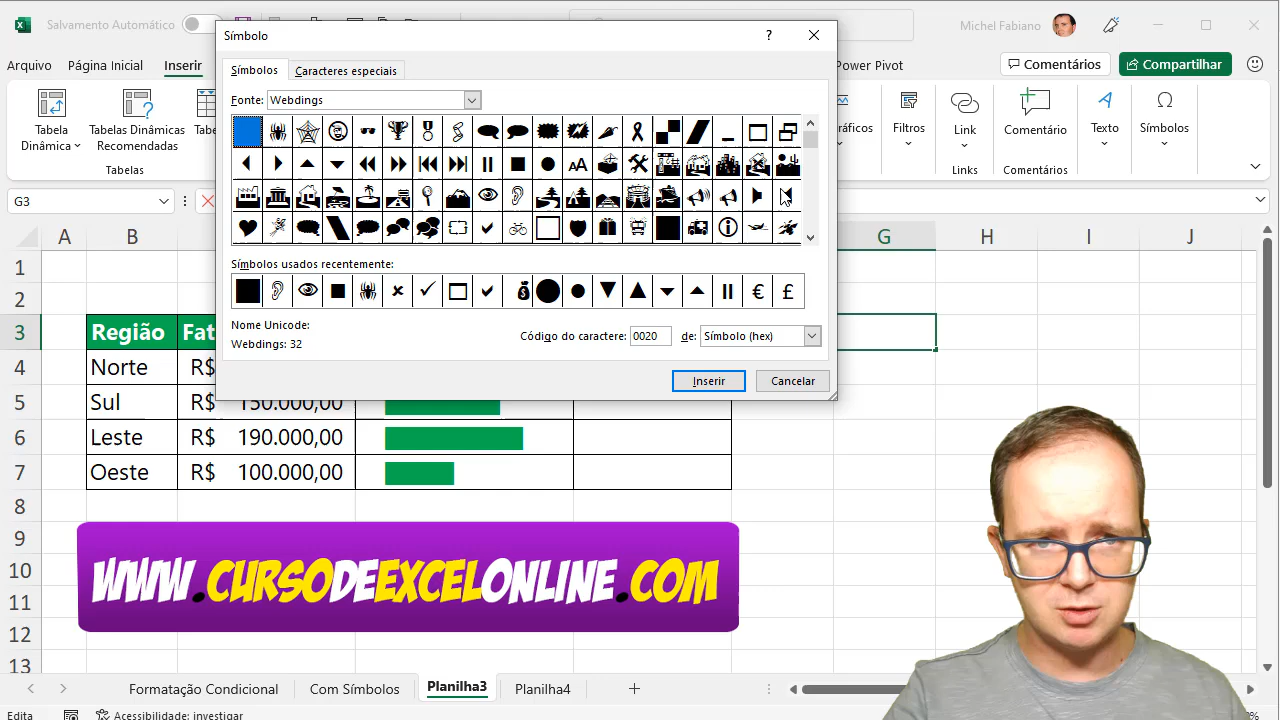 Salvamento Automático
Michel Fabiano
Símbolo
?
Arquivo
Página Inicial
Inserir
Power Pivot
Comentários
Compartilhar
Símbolos
Caracteres especiais
Fonte: Webdings
Tabela Dinâmica
Tabelas Dinâmicas Recomendadas
Tabelas
Filtros
Link
Links
Comentário
Comentários
Texto
Símbolos
G3
Símbolos usados recentemente:
€ £
Nome Unicode:
Webdings: 32
Código do caractere: 0020 de: Símbolo (hex)
Inserir Cancelar
A B G H I J
1
2
3 Região Fat
4 Norte R$
5 Sul R$ 150.000,00
6 Leste R$ 190.000,00
7 Oeste R$ 100.000,00
8
9
10
11
12
13
WWW.CURSODEEXCELONLINE.COM
Formatação Condicional Com Símbolos Planilha3 Planilha4
Edita Acessibilidade: investigar